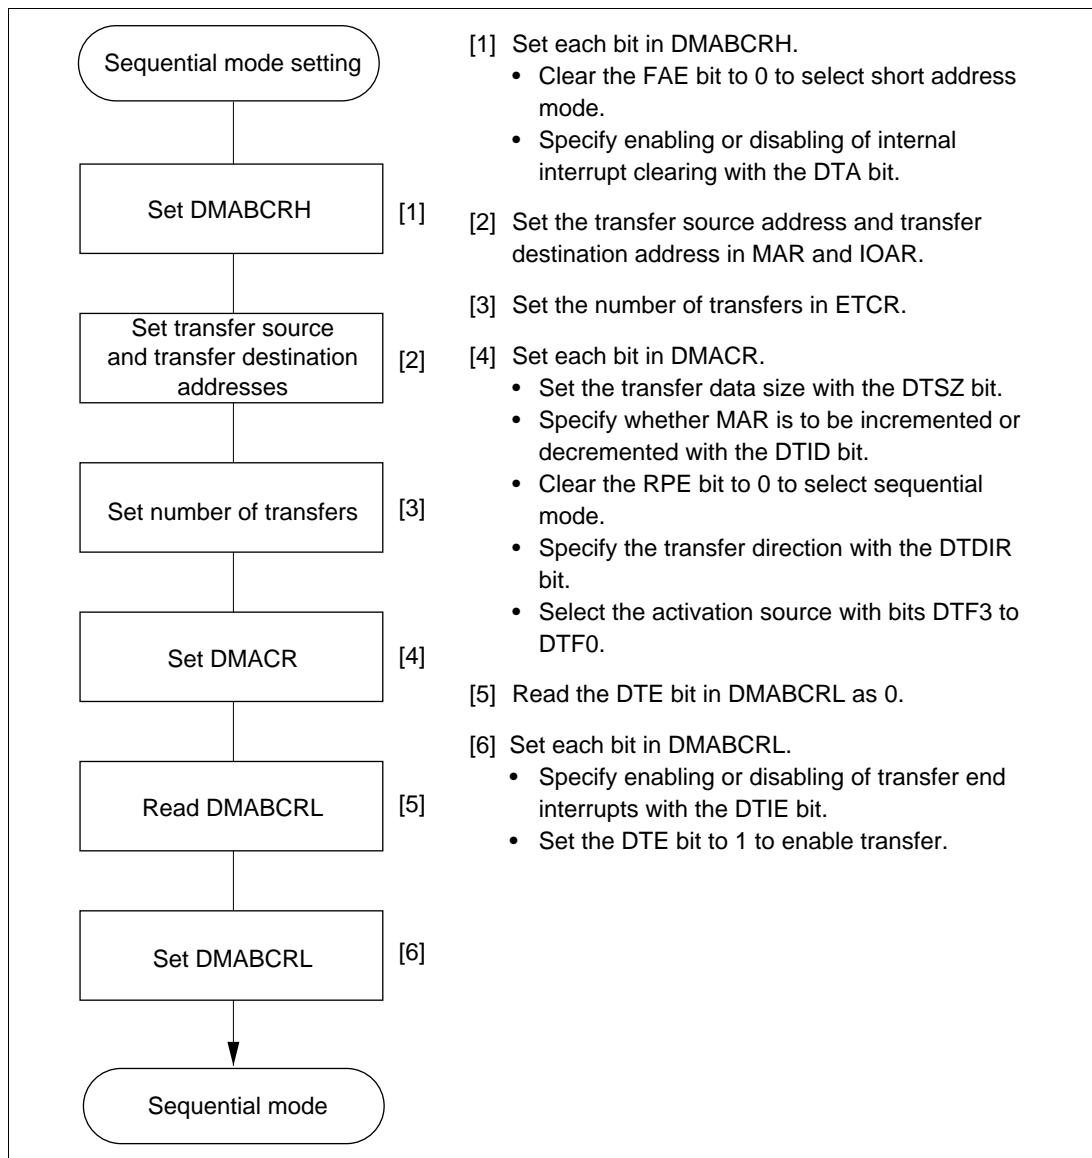 Sequential mode setting
Set DMABCRH
[1]
Set transfer source
and transfer destination
addresses
[2]
Set number of transfers
[3]
Set DMACR
[4]
Read DMABCRL
[5]
Set DMABCRL
[6]
Sequential mode
[1] Set each bit in DMABCRH.
• Clear the FAE bit to 0 to select short address
mode.
• Specify enabling or disabling of internal
interrupt clearing with the DTA bit.
[2] Set the transfer source address and transfer
destination address in MAR and IOAR.
[3] Set the number of transfers in ETCR.
[4] Set each bit in DMACR.
• Set the transfer data size with the DTSZ bit.
• Specify whether MAR is to be incremented or
decremented with the DTID bit.
• Clear the RPE bit to 0 to select sequential
mode.
• Specify the transfer direction with the DTDIR
bit.
• Select the activation source with bits DTF3 to
DTF0.
[5] Read the DTE bit in DMABCRL as 0.
[6] Set each bit in DMABCRL.
• Specify enabling or disabling of transfer end
interrupts with the DTIE bit.
• Set the DTE bit to 1 to enable transfer.